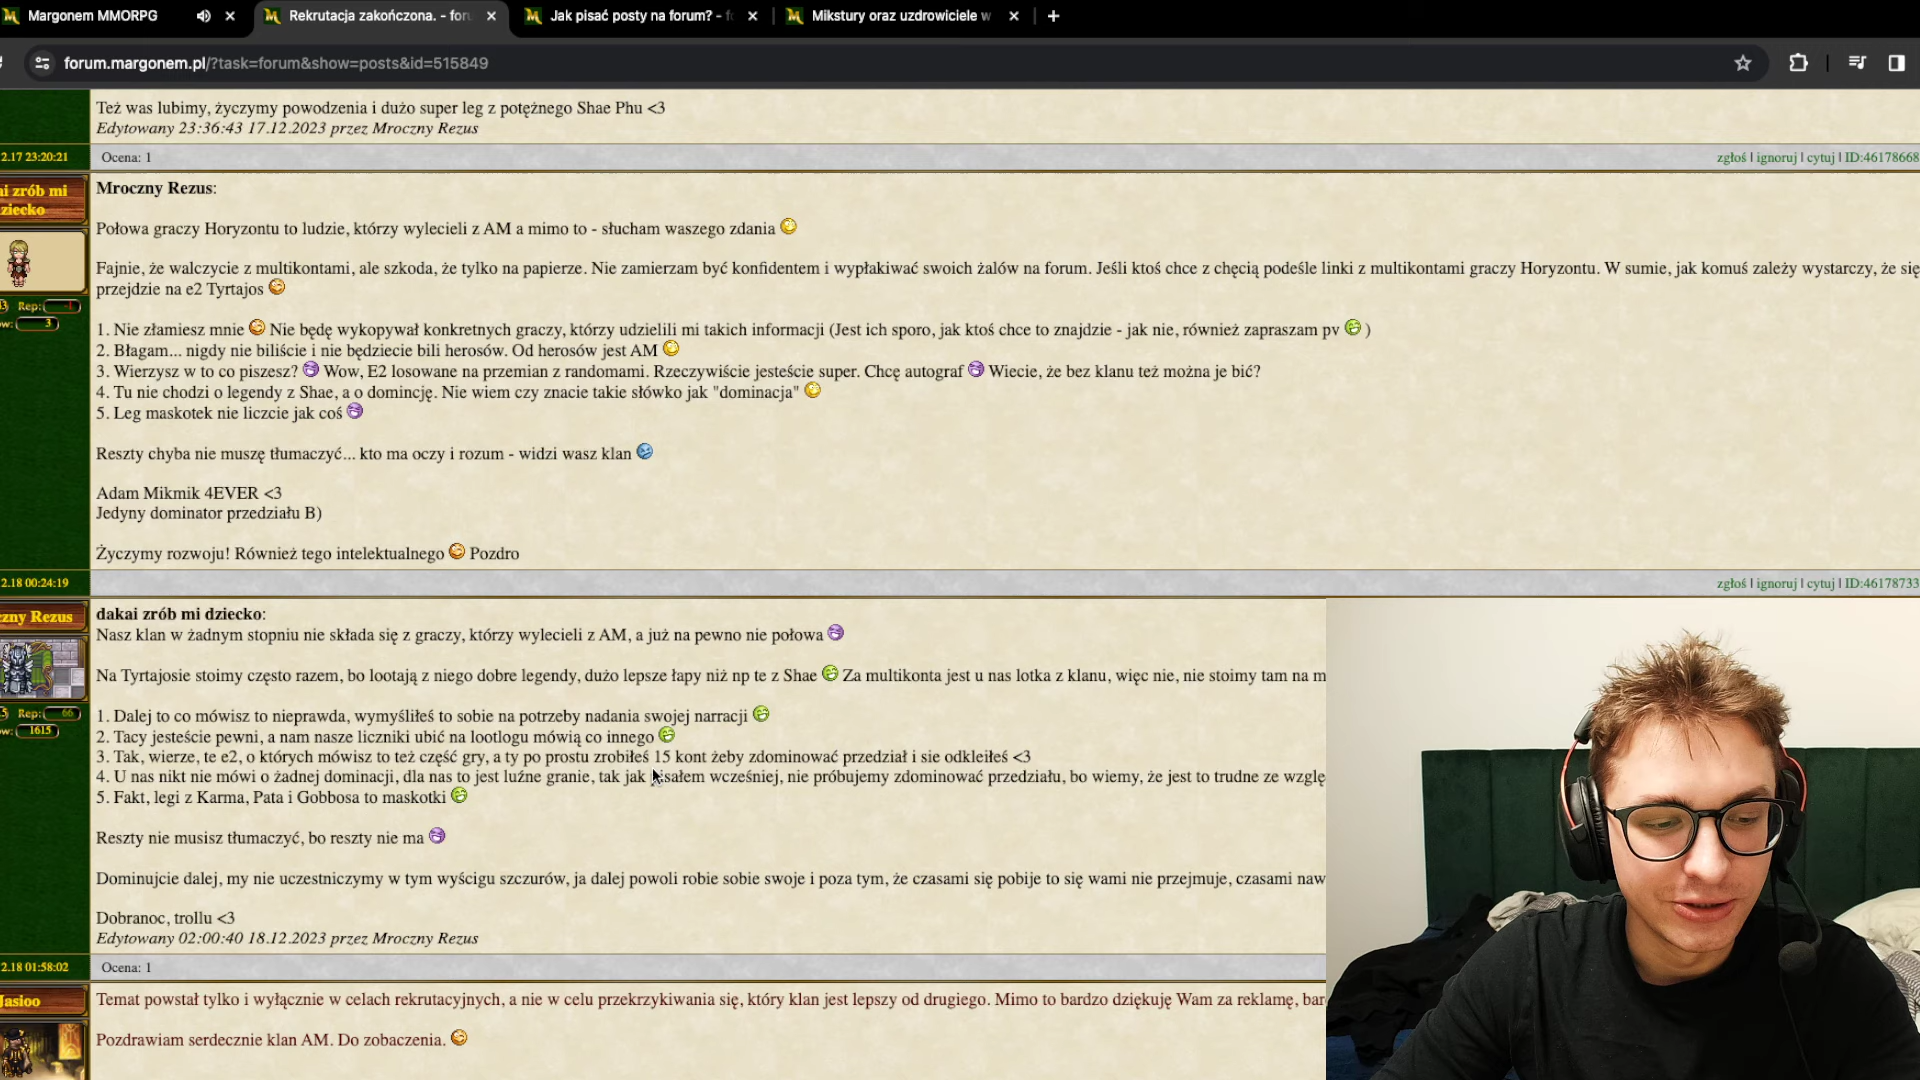 Margonem MMORPG
Rekrutacja zakończona. - foru
Jak pisać posty na forum? - fo
Mikstury oraz uzdrowiciele w
forum.margonem.pl/?task=forum&show=posts&id=515849
Też was lubimy, życzymy powodzenia i dużo super leg z potężnego Shae Phu <3
Edytowany 23:36:43 17.12.2023 przez Mroczny Rezus
2.17 23:20:21
Ocena: 1
zgłoś | ignoruj | cytuj | ID:46178668
ai zrób mi
ziecko
Rep: -1
w: 3
Mroczny Rezus:
Połowa graczy Horyzontu to ludzie, którzy wylecieli z AM a mimo to - słucham waszego zdania
Fajnie, że walczycie z multikontami, ale szkoda, że tylko na papierze. Nie zamierzam być konfidentem i wypłakiwać swoich żalów na forum. Jeśli ktoś chce z chęcią podeśle linki z multikontami graczy Horyzontu. W sumie, jak komuś zależy wystarczy, że się
przejdzie na e2 Tyrtajos
1. Nie złamiesz mnie Nie będę wykopywał konkretnych graczy, którzy udzielili mi takich informacji (Jest ich sporo, jak ktoś chce to znajdzie - jak nie, również zapraszam pv )
2. Błagam... nigdy nie biliście i nie będziecie bili herosów. Od herosów jest AM
3. Wierzysz w to co piszesz? Wow, E2 losowane na przemian z randomami. Rzeczywiście jesteście super. Chcę autograf Wiecie, że bez klanu też można je bić?
4. Tu nie chodzi o legendy z Shae, a o domincję. Nie wiem czy znacie takie słówko jak "dominacja"
5. Leg maskotek nie liczcie jak coś
Reszty chyba nie muszę tłumaczyć... kto ma oczy i rozum - widzi wasz klan
Adam Mikmik 4EVER <3
Jedyny dominator przedziału B)
Życzymy rozwoju! Również tego intelektualnego Pozdro
2.18 00:24:19
zgłoś | ignoruj | cytuj | ID:46178733
czny Rezus
5 Rep: 66
w: 1615
dakai zrób mi dziecko:
Nasz klan w żadnym stopniu nie składa się z graczy, którzy wylecieli z AM, a już na pewno nie połowa
Na Tyrtajosie stoimy często razem, bo lootają z niego dobre legendy, dużo lepsze łapy niż np te z Shae Za multikonta jest u nas lotka z klanu, więc nie, nie stoimy tam na m
1. Dalej to co mówisz to nieprawda, wymyśliłeś to sobie na potrzeby nadania swojej narracji
2. Tacy jesteście pewni, a nam nasze liczniki ubić na lootlogu mówią co innego
3. Tak, wierze, te e2, o których mówisz to też część gry, a ty po prostu zrobiłeś 15 kont żeby zdominować przedział i sie odkleiłeś <3
4. U nas nikt nie mówi o żadnej dominacji, dla nas to jest luźne granie, tak jak pisałem wcześniej, nie próbujemy zdominować przedziału, bo wiemy, że jest to trudne ze wzglę
5. Fakt, legi z Karma, Pata i Gobbosa to maskotki
Reszty nie musisz tłumaczyć, bo reszty nie ma
Dominujcie dalej, my nie uczestniczymy w tym wyścigu szczurów, ja dalej powoli robie sobie swoje i poza tym, że czasami się pobije to się wami nie przejmuje, czasami naw
Dobranoc, trollu <3
Edytowany 02:00:40 18.12.2023 przez Mroczny Rezus
2.18 01:58:02
Ocena: 1
Jasioo
Temat powstał tylko i wyłącznie w celach rekrutacyjnych, a nie w celu przekrzykiwania się, który klan jest lepszy od drugiego. Mimo to bardzo dziękuję Wam za reklamę, bar
Pozdrawiam serdecznie klan AM. Do zobaczenia.